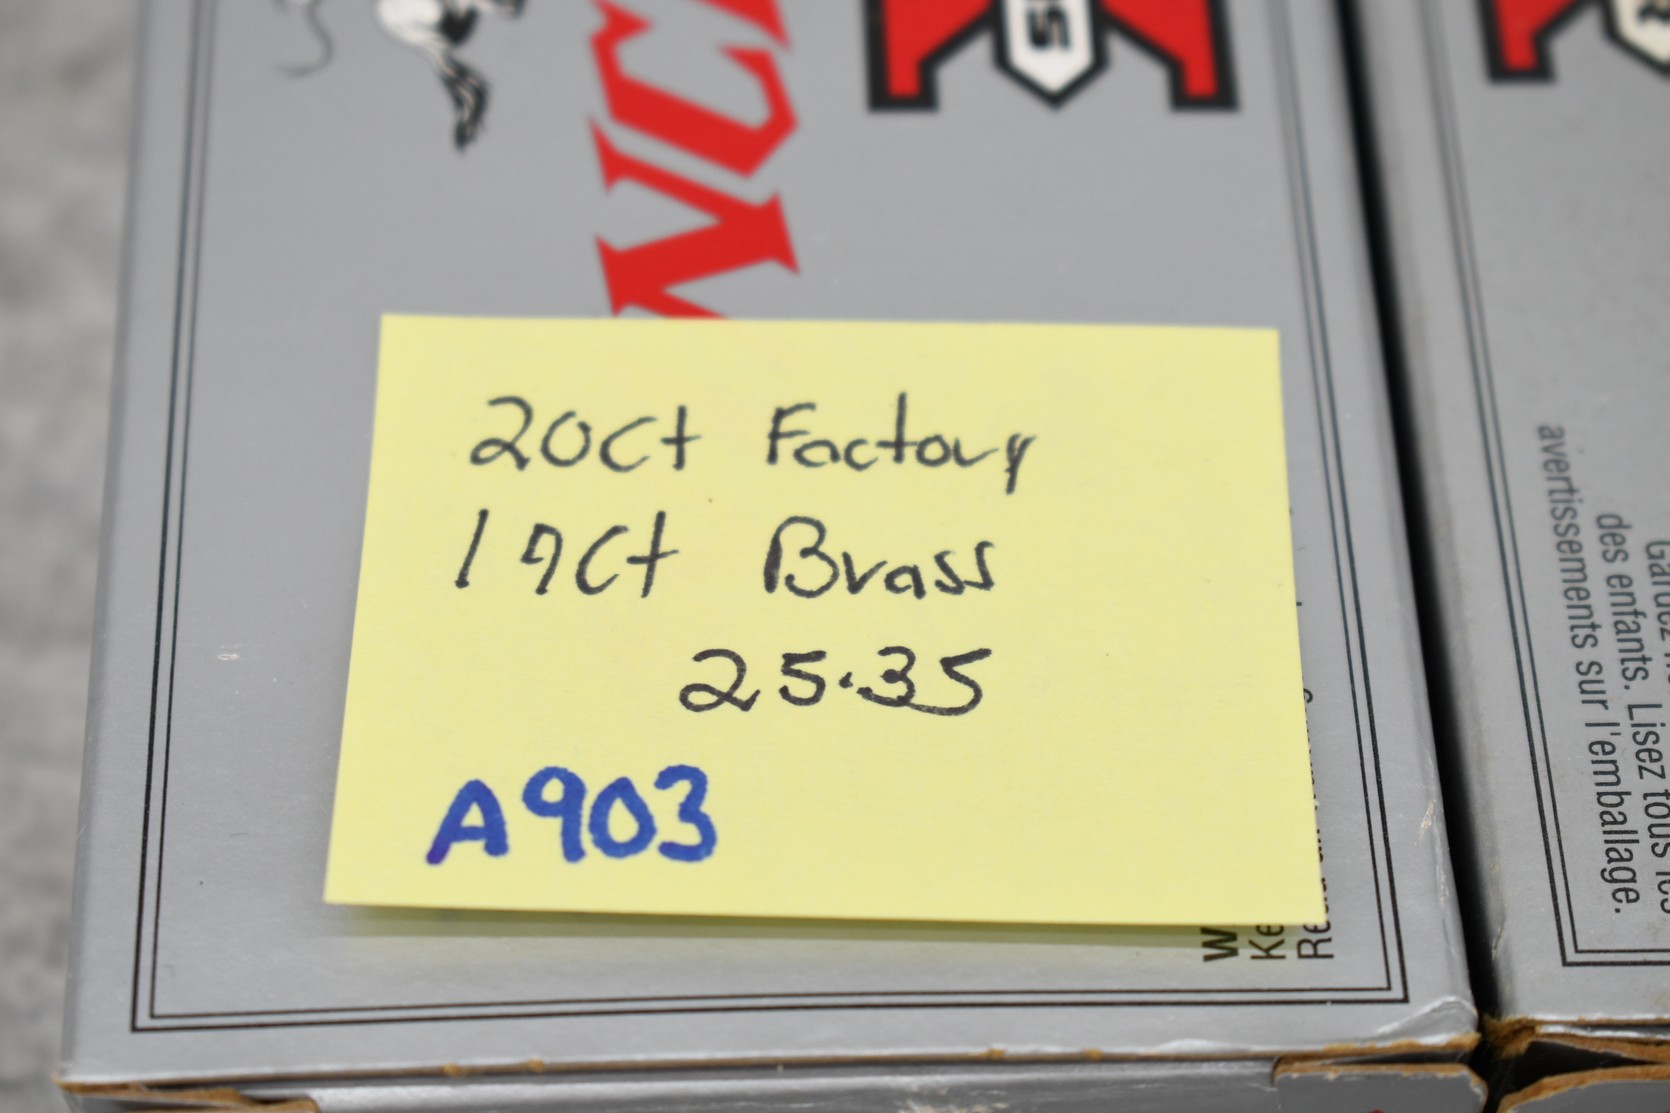 20Ct Factory
17Ct Brass
25.35
A903
avertissements sur l'emballage.
des enfants. Lisez tous les